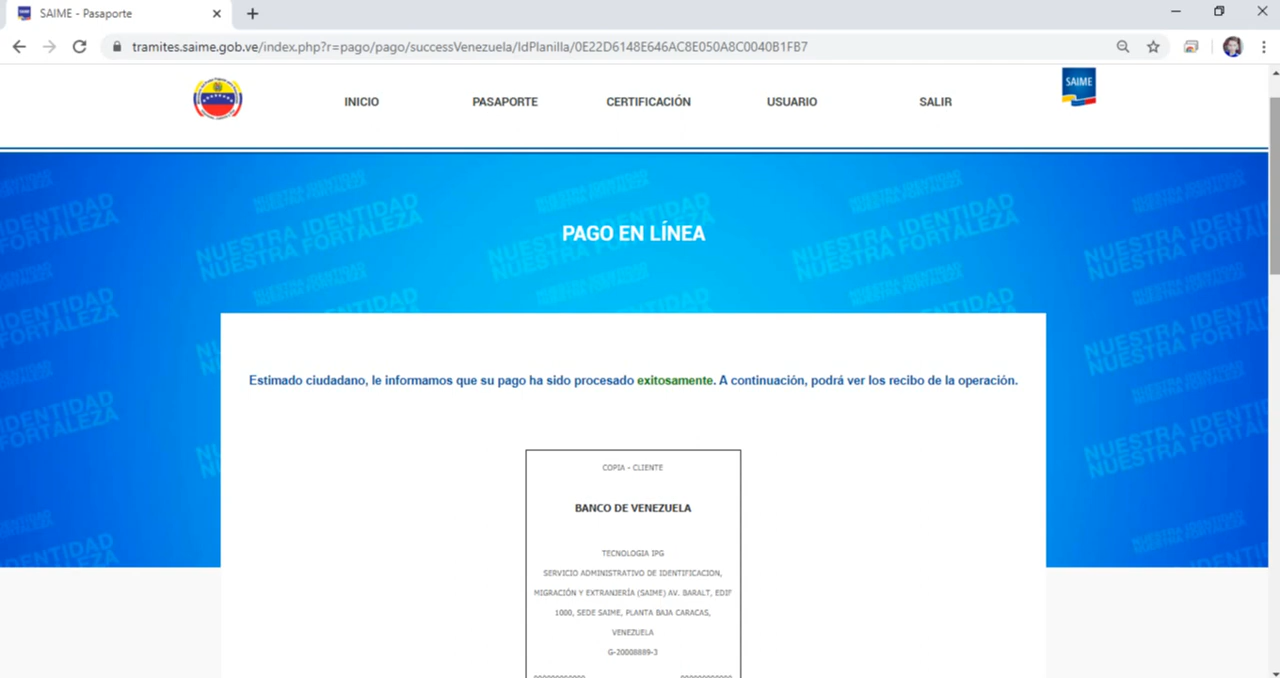 SAIME - Pasaporte
tramites.saime.gob.ve/index.php?r=pago/pago/successVenezuela/IdPlanilla/0E22D6148E646AC8E050A8C0040B1FB7
INICIO
PASAPORTE
CERTIFICACIÓN
USUARIO
SALIR
SAIME
NUESTRA IDENTIDAD
NUESTRA FORTALEZA
PAGO EN LÍNEA
Estimado ciudadano, le informamos que su pago ha sido procesado exitosamente. A continuación, podrá ver los recibo de la operación.
COPIA - CLIENTE
BANCO DE VENEZUELA
TECNOLOGIA IPG
SERVICIO ADMINISTRATIVO DE IDENTIFICACION,
MIGRACIÓN Y EXTRANJERÍA (SAIME) AV. BARALT, EDIF
1000, SEDE SAIME, PLANTA BAJA CARACAS,
VENEZUELA
G-20008889-3